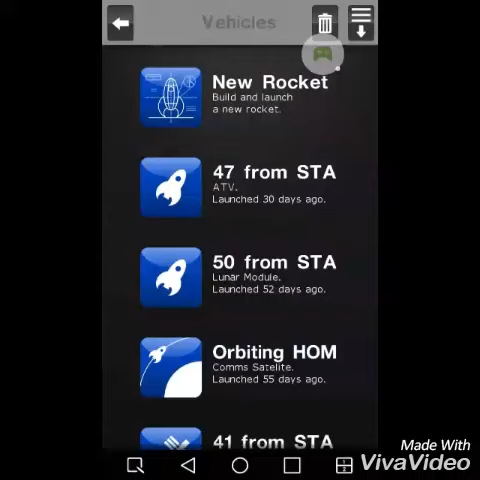 Vehicles
New Rocket
Build and launch
a new rocket.
47 from STA
ATV.
Launched 30 days ago.
50 from STA
Lunar Module.
Launched 52 days ago.
Orbiting HOM
Comms Satelite.
Launched 55 days ago.
41 from STA
Made With
VivaVideo